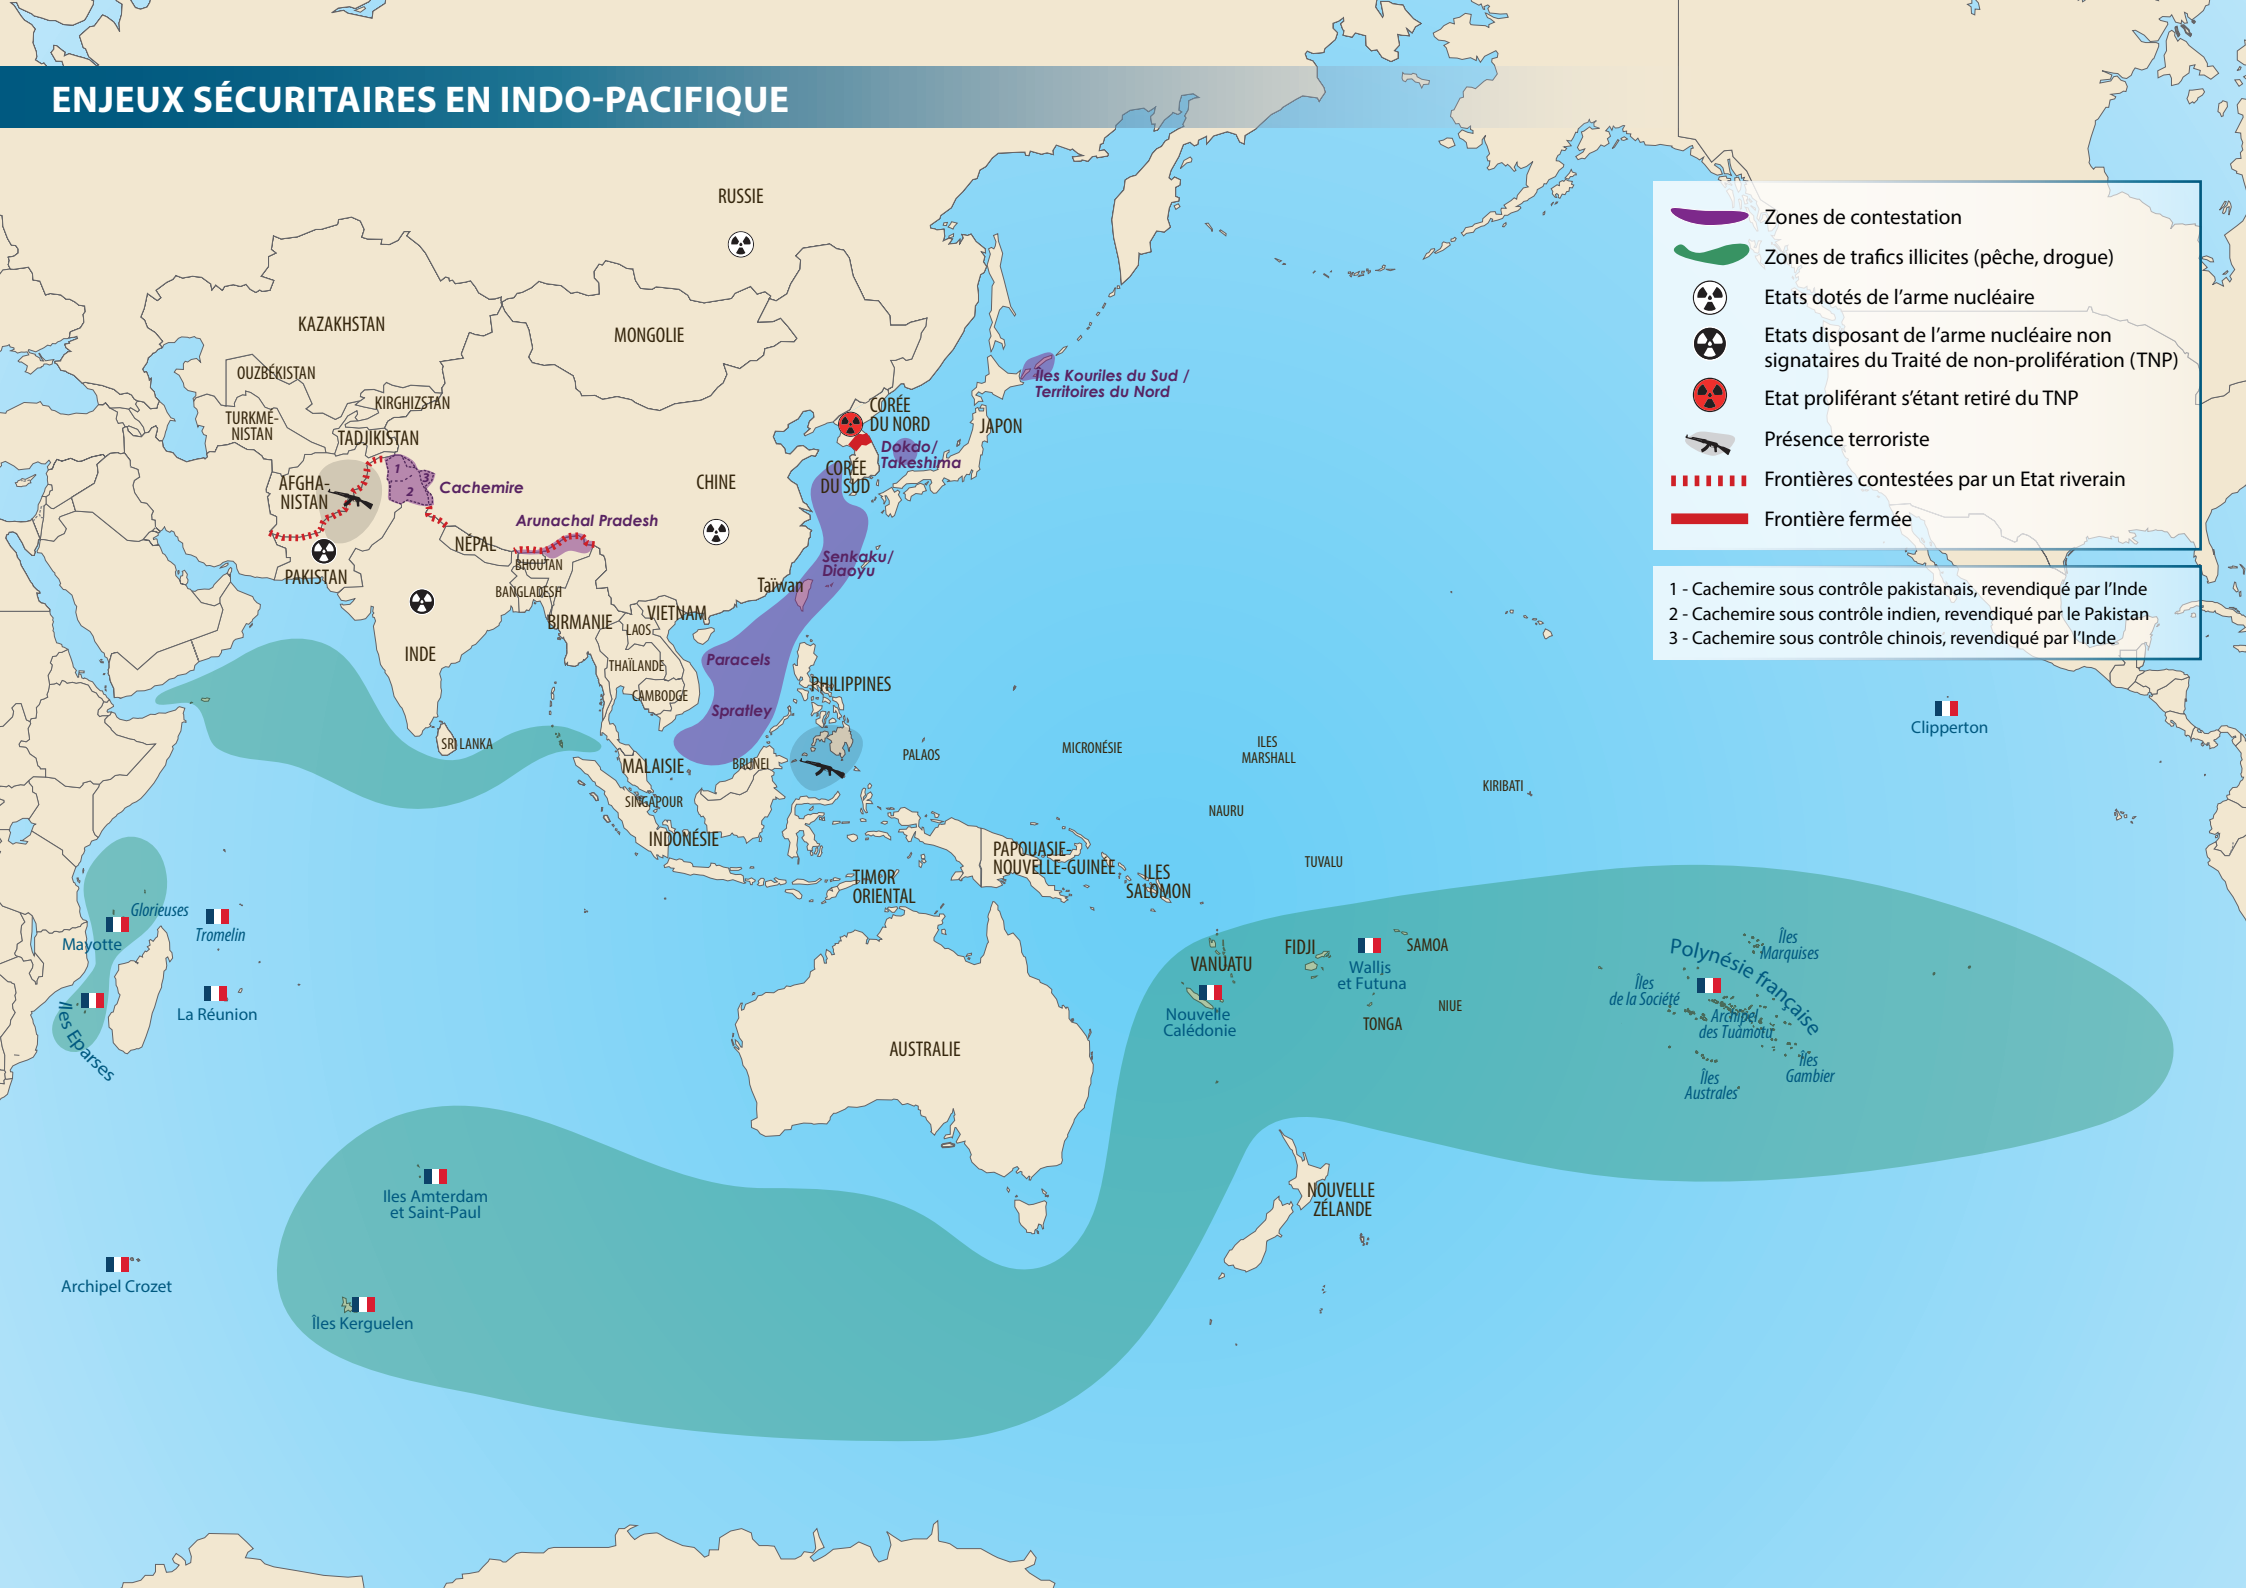 ENJEUX SÉCURITAIRES EN INDO-PACIFIQUE
Zones de contestation
Zones de trafics illicites (pêche, drogue)
Etats dotés de l'arme nucléaire
Etats disposant de l'arme nucléaire non
signataires du Traité de non-prolifération (TNP)
Etat proliférant s'étant retiré du TNP
Présence terroriste
Frontières contestées par un Etat riverain
Frontière fermée
1 - Cachemire sous contrôle pakistanais, revendiqué par l'Inde
2 - Cachemire sous contrôle indien, revendiqué par le Pakistan
3 - Cachemire sous contrôle chinois, revendiqué par l'Inde
RUSSIE
KAZAKHSTAN
MONGOLIE
OUZBÉKISTAN
KIRGHIZSTAN
TURKMÉ-
NISTAN
TADJIKISTAN
Îles Kouriles du Sud /
Territoires du Nord
CORÉE
DU NORD
JAPON
Dokdo/
Takeshima
CORÉE
DU SUD
CHINE
AFGHA-
NISTAN
1
2
3
Cachemire
Arunachal Pradesh
NÉPAL
BHOUTAN
PAKISTAN
BANGLADESH
Senkaku/
Diaoyu
Taïwan
BIRMANIE
VIETNAM
LAOS
INDE
THAÏLANDE
Paracels
CAMBODGE
PHILIPPINES
Spratley
SRI LANKA
MALAISIE
BRUNEI
PALAOS
MICRONÉSIE
ILES
MARSHALL
Clipperton
SINGAPOUR
KIRIBATI
NAURU
INDONÉSIE
PAPOUASIE-
NOUVELLE-GUINÉE
TUVALU
TIMOR
ORIENTAL
ILES
SALOMON
Glorieuses
Mayotte
Tromelin
La Réunion
Iles Eparses
VANUATU
FIDJI
SAMOA
Wallis
et Futuna
Nouvelle
Calédonie
NIUE
TONGA
Polynésie française
Îles
Marquises
Îles
de la Société
Archipel
des Tuamotu
Îles
Gambier
Îles
Australes
AUSTRALIE
NOUVELLE
ZÉLANDE
Iles Amterdam
et Saint-Paul
Archipel Crozet
Îles Kerguelen